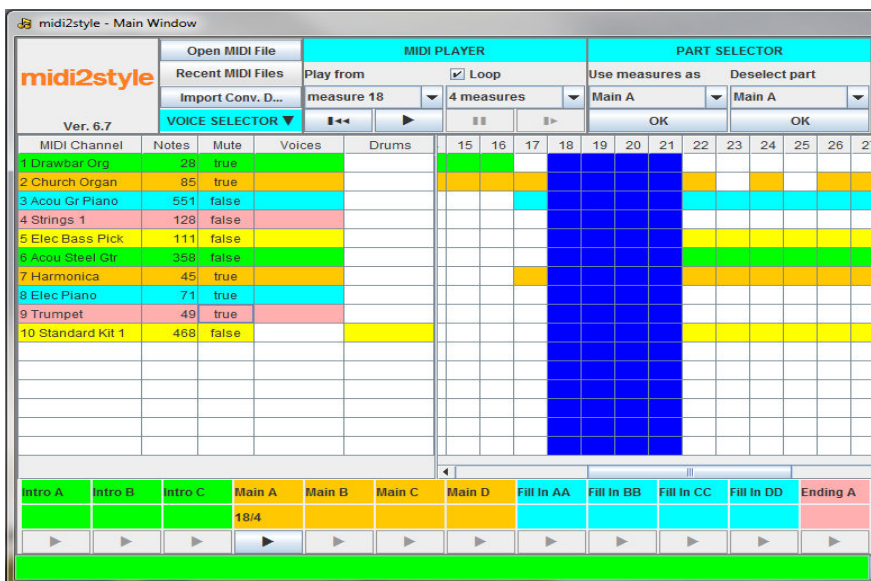 midi2style - Main Window
midi2style
Ver. 6.7
Open MIDI File
Recent MIDI Files
Import Conv. D...
VOICE SELECTOR ▼
MIDI PLAYER
Play from Loop
measure 18 4 measures
PART SELECTOR
Use measures as Deselect part
Main A Main A
OK OK
MIDI Channel Notes Mute Voices Drums 15 16 17 18 19 20 21 22 23 24 25 26
1 Drawbar Org 28 true
2 Church Organ 85 true
3 Acou Gr Piano 551 false
4 Strings 1 128 false
5 Elec Bass Pick 111 false
6 Acou Steel Gtr 358 false
7 Harmonica 45 true
8 Elec Piano 71 true
9 Trumpet 49 true
10 Standard Kit 1 468 false
Intro A Intro B Intro C Main A Main B Main C Main D Fill In AA Fill In BB Fill In CC Fill In DD Ending A
18/4